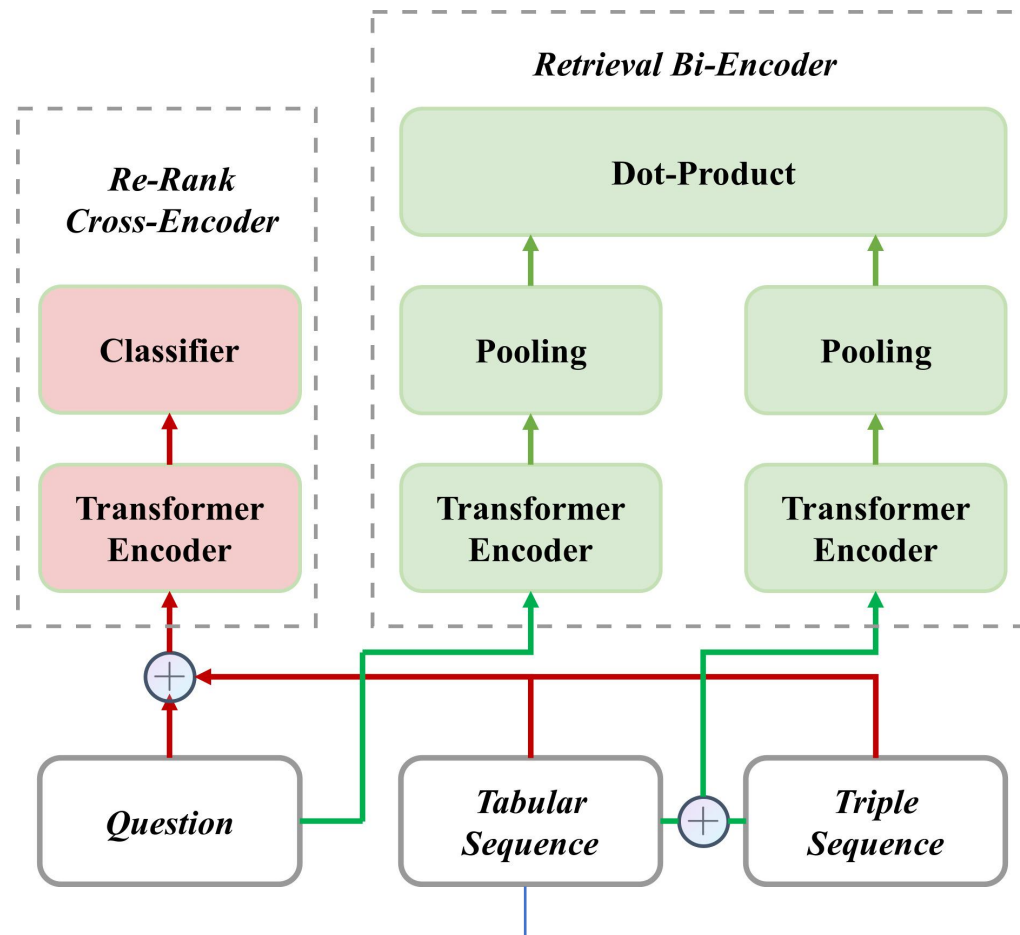 Retrieval Bi-Encoder
Dot-Product
Re-Rank
Cross-Encoder
Classifier
Pooling
Pooling
Transformer
Encoder
Transformer
Encoder
Transformer
Encoder
Question
Tabular
Sequence
Triple
Sequence